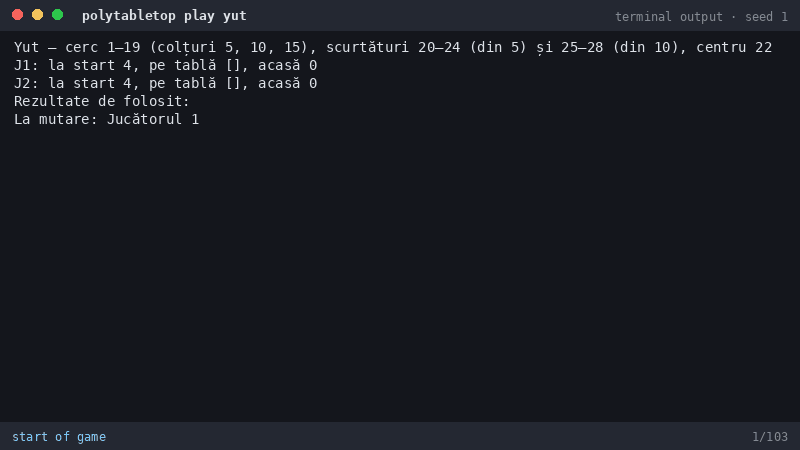 polytabletop play yut
terminal output · seed 1
Yut — cerc 1–19 (colțuri 5, 10, 15), scurtături 20–24 (din 5) și 25–28 (din 10), centru 22
J1: la start 4, pe tablă [], acasă 0
J2: la start 4, pe tablă [], acasă 0
Rezultate de folosit:
La mutare: Jucătorul 1
start of game
1/103